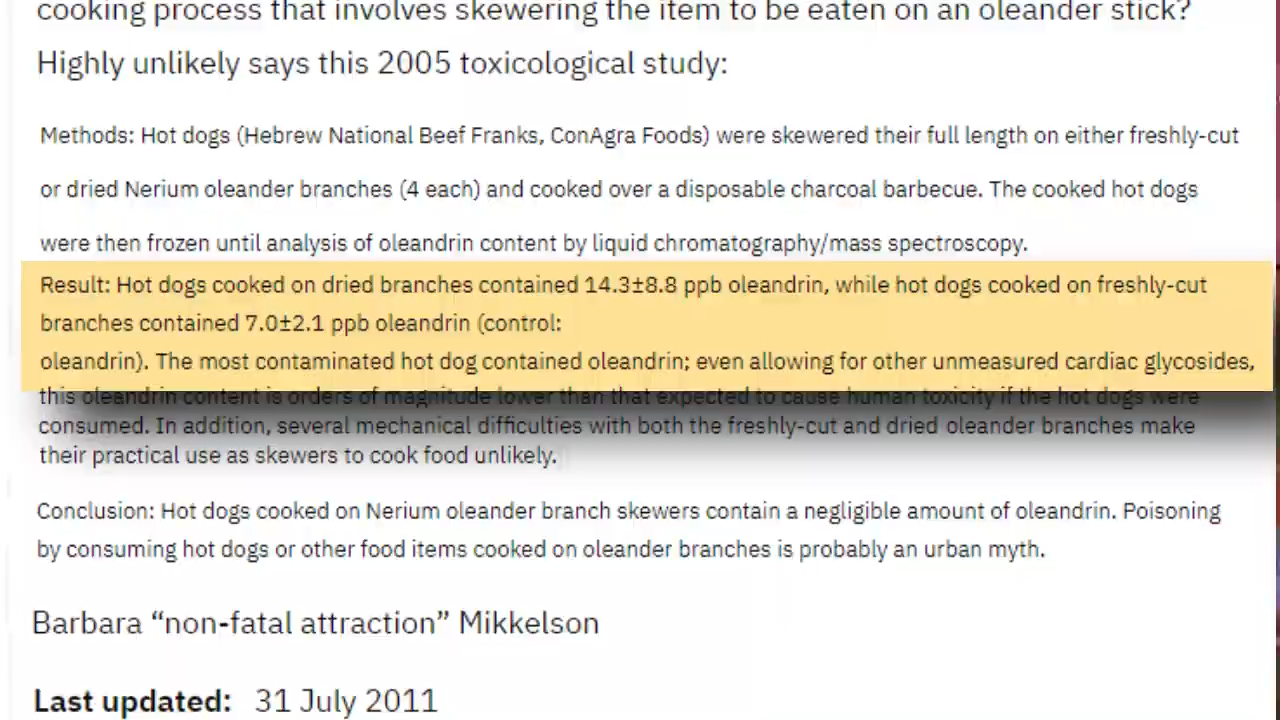 cooking process that involves skewering the item to be eaten on an oleander stick?
Highly unlikely says this 2005 toxicological study:
Methods: Hot dogs (Hebrew National Beef Franks, ConAgra Foods) were skewered their full length on either freshly-cut
or dried Nerium oleander branches (4 each) and cooked over a disposable charcoal barbecue. The cooked hot dogs
were then frozen until analysis of oleandrin content by liquid chromatography/mass spectroscopy.
Result: Hot dogs cooked on dried branches contained 14.3±8.8 ppb oleandrin, while hot dogs cooked on freshly-cut
branches contained 7.0±2.1 ppb oleandrin (control:
oleandrin). The most contaminated hot dog contained oleandrin; even allowing for other unmeasured cardiac glycosides,
this oleandrin content is orders of magnitude lower than that expected to cause human toxicity if the hot dogs were
consumed. In addition, several mechanical difficulties with both the freshly-cut and dried oleander branches make
their practical use as skewers to cook food unlikely.
Conclusion: Hot dogs cooked on Nerium oleander branch skewers contain a negligible amount of oleandrin. Poisoning
by consuming hot dogs or other food items cooked on oleander branches is probably an urban myth.
Barbara “non-fatal attraction” Mikkelson
Last updated: 31 July 2011